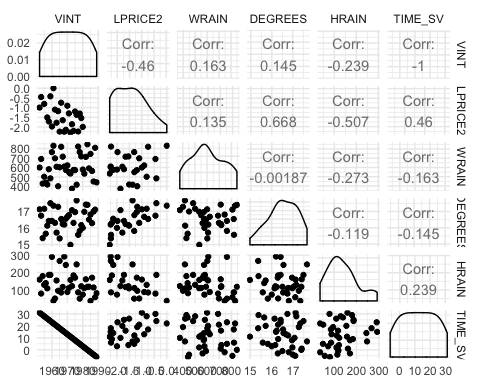 VINT LPRICE2 WRAIN DEGREES HRAIN TIME_SV
0.02 Corr: Corr: Corr: Corr: Corr: VINT
0.01 -0.46 0.163 0.145 -0.239 -1
0.00
0.0 Corr: Corr: Corr: Corr: LPRICE2
-0.5
-1.0 0.135 0.668 -0.507 0.46
-1.5
-2.0
800 Corr: Corr: Corr: WRAIN
700
600 -0.00187 -0.273 -0.163
500
400
17 Corr: Corr: DEGREES
16 -0.119 -0.145
15
300 Corr: HRAIN
200 0.239
100
30 TIME_SV
20
10
0
15 16 17 100 200 300 0 10 20 30